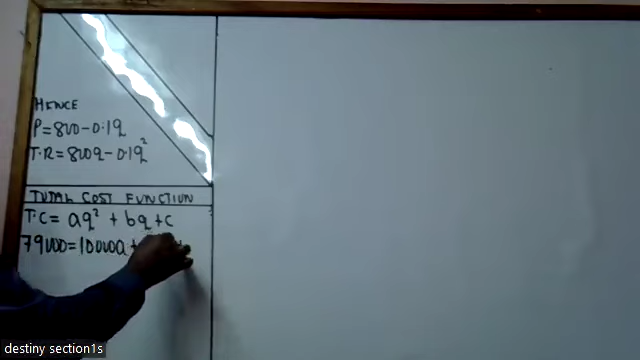 HENCE
P=800-0.1q
T.R=800q-0.1q²
TOTAL COST FUNCTION
T.C= aq² + bq + c
79000=10000a +
destiny section1s